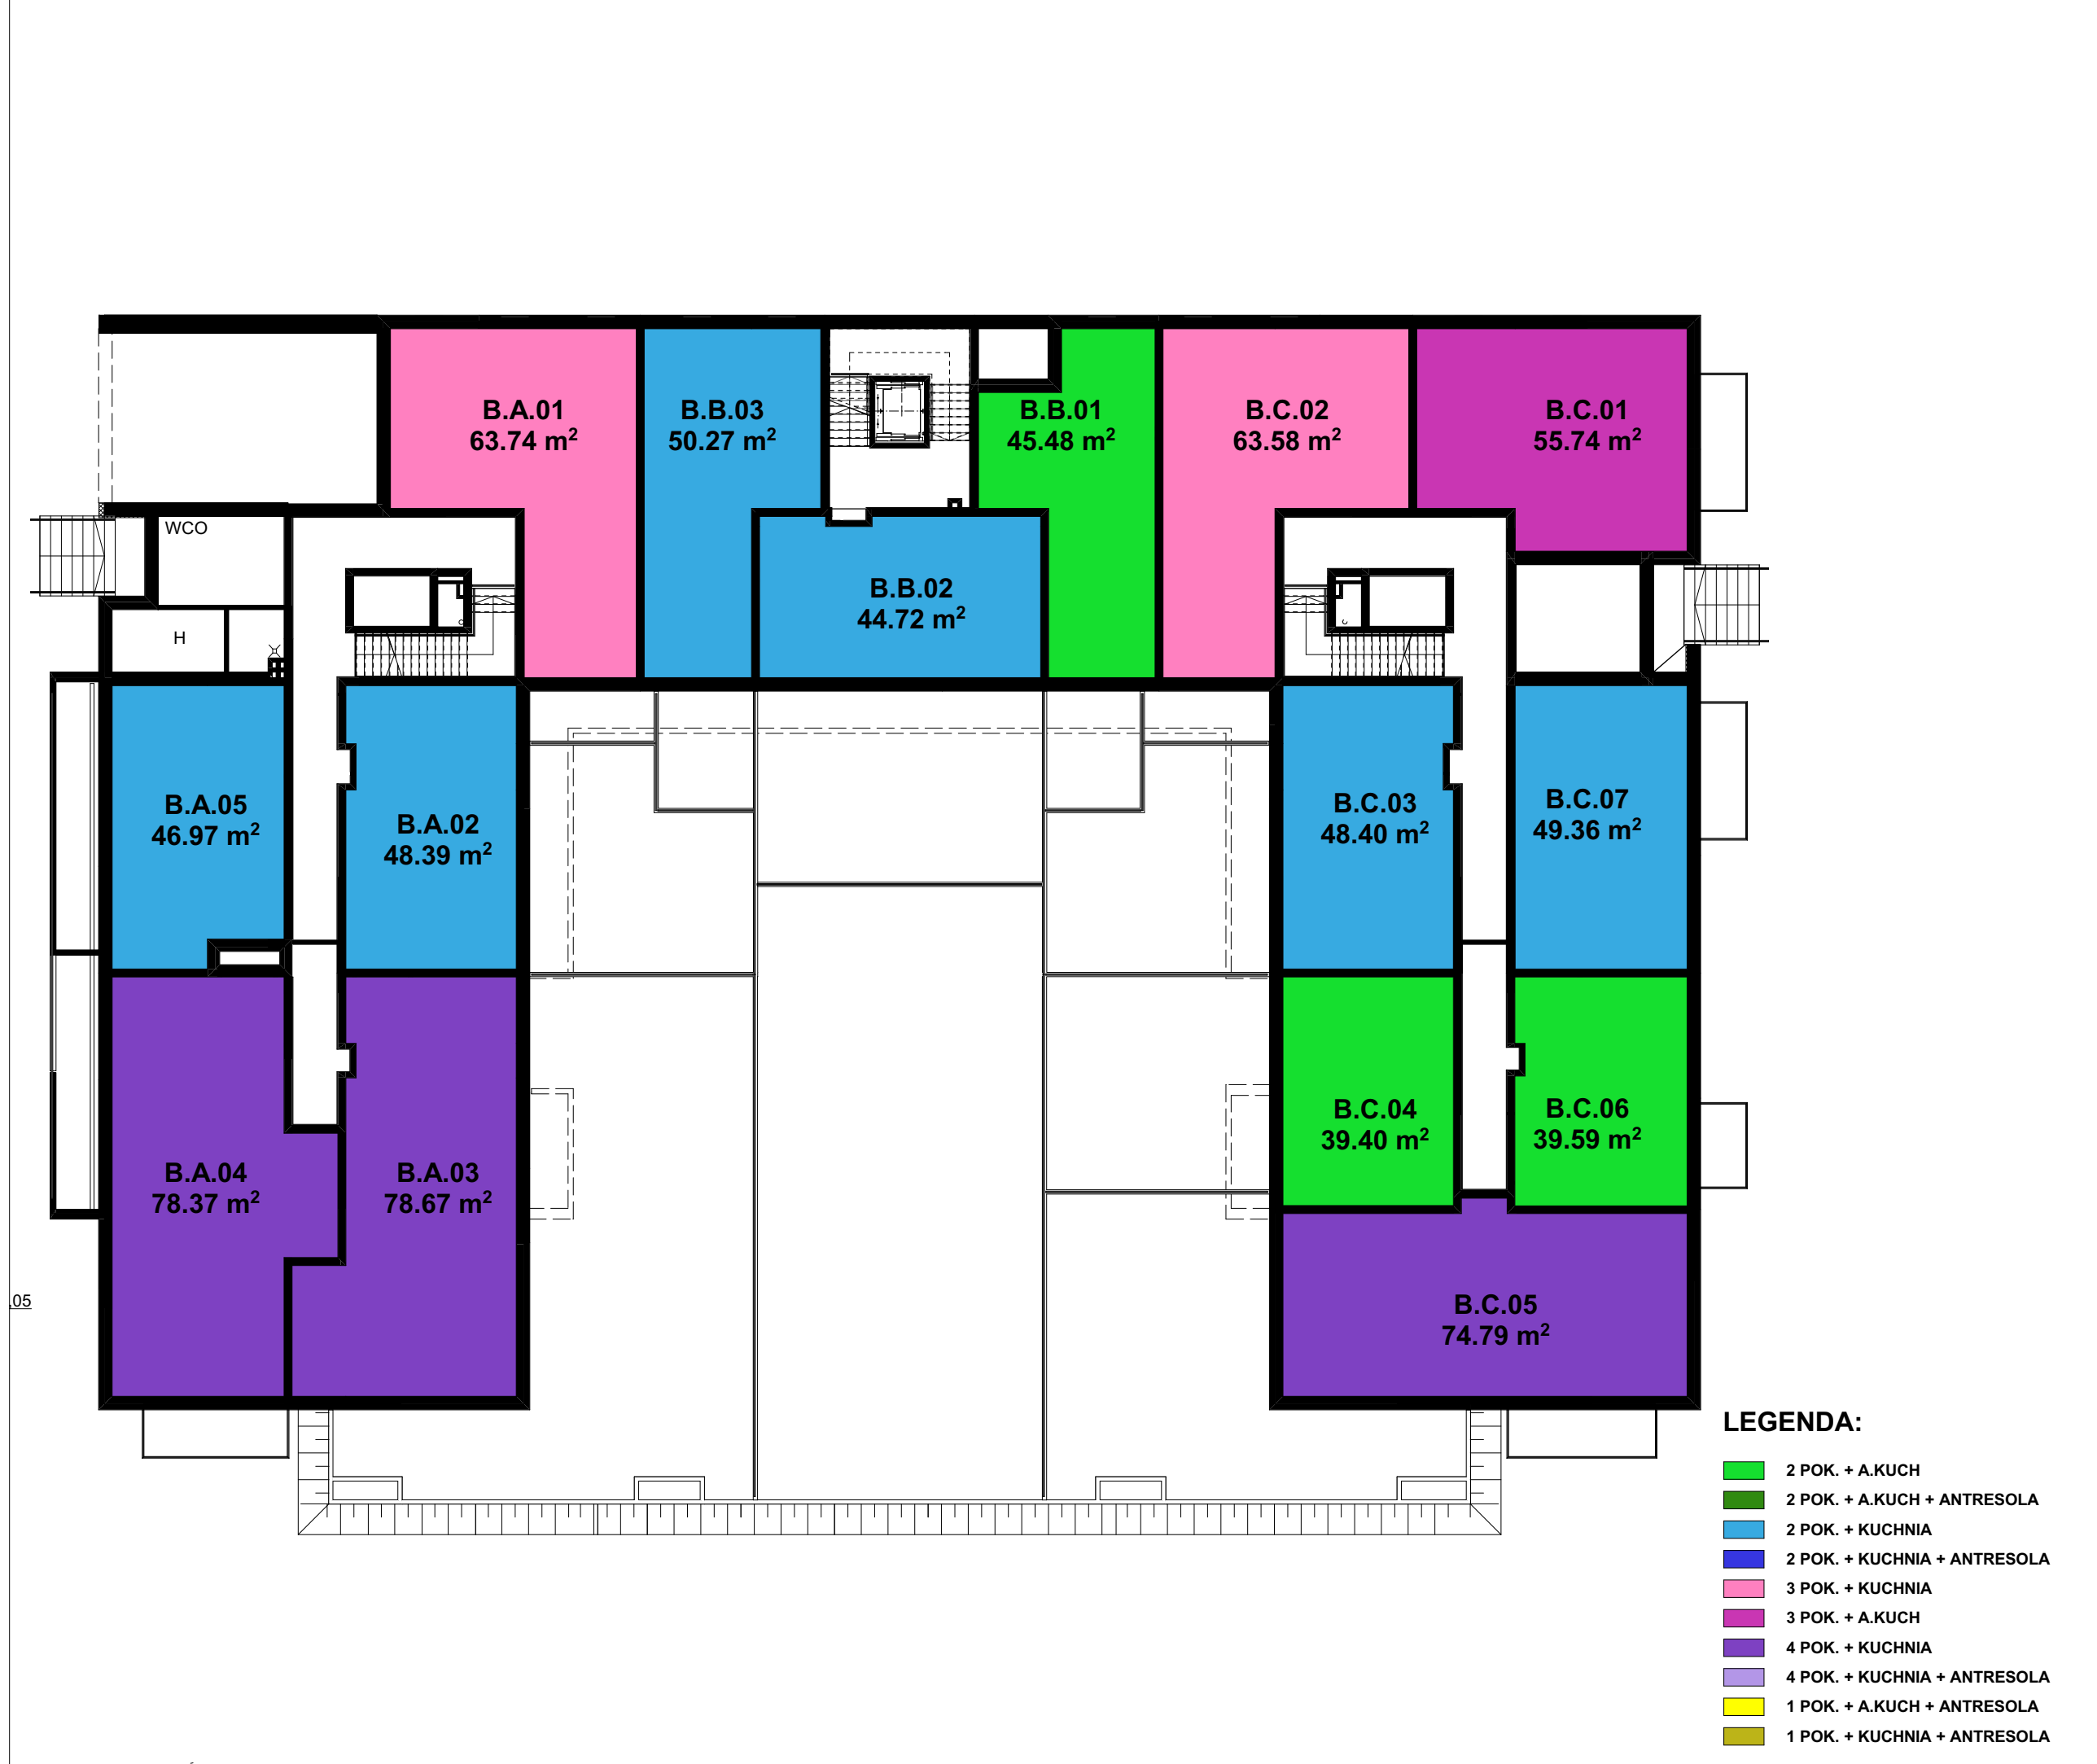 B.A.01
63.74 m²
B.B.03
50.27 m²
B.B.01
45.48 m²
B.C.02
63.58 m²
B.C.01
55.74 m²
WCO
B.B.02
44.72 m²
H
B.A.05
46.97 m²
B.A.02
48.39 m²
B.C.03
48.40 m²
B.C.07
49.36 m²
B.C.04
39.40 m²
B.C.06
39.59 m²
B.A.04
78.37 m²
B.A.03
78.67 m²
.05
B.C.05
74.79 m²
LEGENDA:
2 POK. + A.KUCH
2 POK. + A.KUCH + ANTRESOLA
2 POK. + KUCHNIA
2 POK. + KUCHNIA + ANTRESOLA
3 POK. + KUCHNIA
3 POK. + A.KUCH
4 POK. + KUCHNIA
4 POK. + KUCHNIA + ANTRESOLA
1 POK. + A.KUCH + ANTRESOLA
1 POK. + KUCHNIA + ANTRESOLA